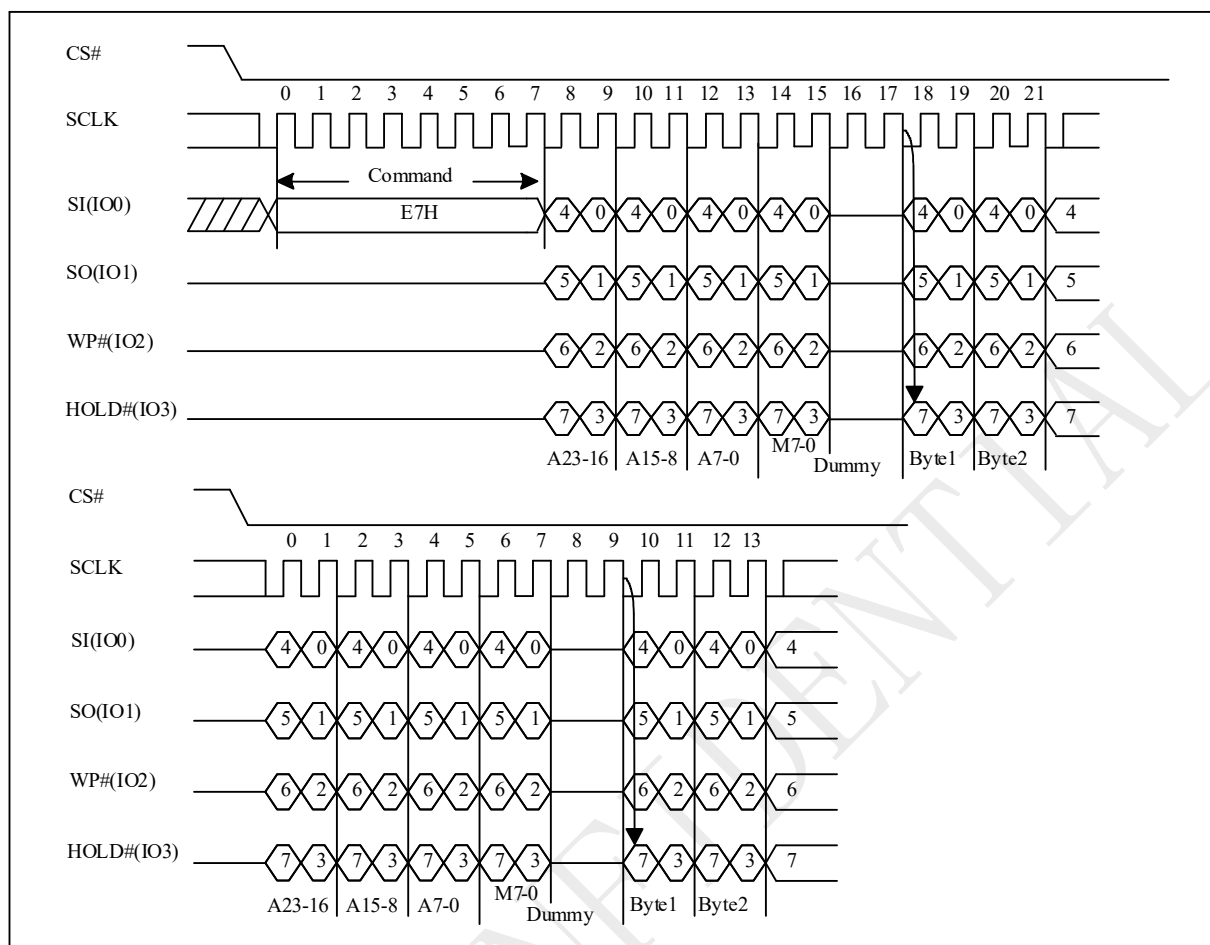 CS#
0 1 2 3 4 5 6 7 8 9 10 11 12 13 14 15 16 17 18 19 20 21
SCLK
Command
SI(IO0) E7H 4 0 4 0 4 0 4 0 4 0 4 0 4
SO(IO1) 5 1 5 1 5 1 5 1 5 1 5 1 5
WP#(IO2) 6 2 6 2 6 2 6 2 6 2 6 2 6
HOLD#(IO3) 7 3 7 3 7 3 7 3 7 3 7 3 7
A23-16 A15-8 A7-0 M7-0 Dummy Byte1 Byte2
CS#
0 1 2 3 4 5 6 7 8 9 10 11 12 13
SCLK
SI(IO0) 4 0 4 0 4 0 4 0 4 0 4 0 4
SO(IO1) 5 1 5 1 5 1 5 1 5 1 5 1 5
WP#(IO2) 6 2 6 2 6 2 6 2 6 2 6 2 6
HOLD#(IO3) 7 3 7 3 7 3 7 3 7 3 7 3 7
A23-16 A15-8 A7-0 M7-0 Dummy Byte1 Byte2